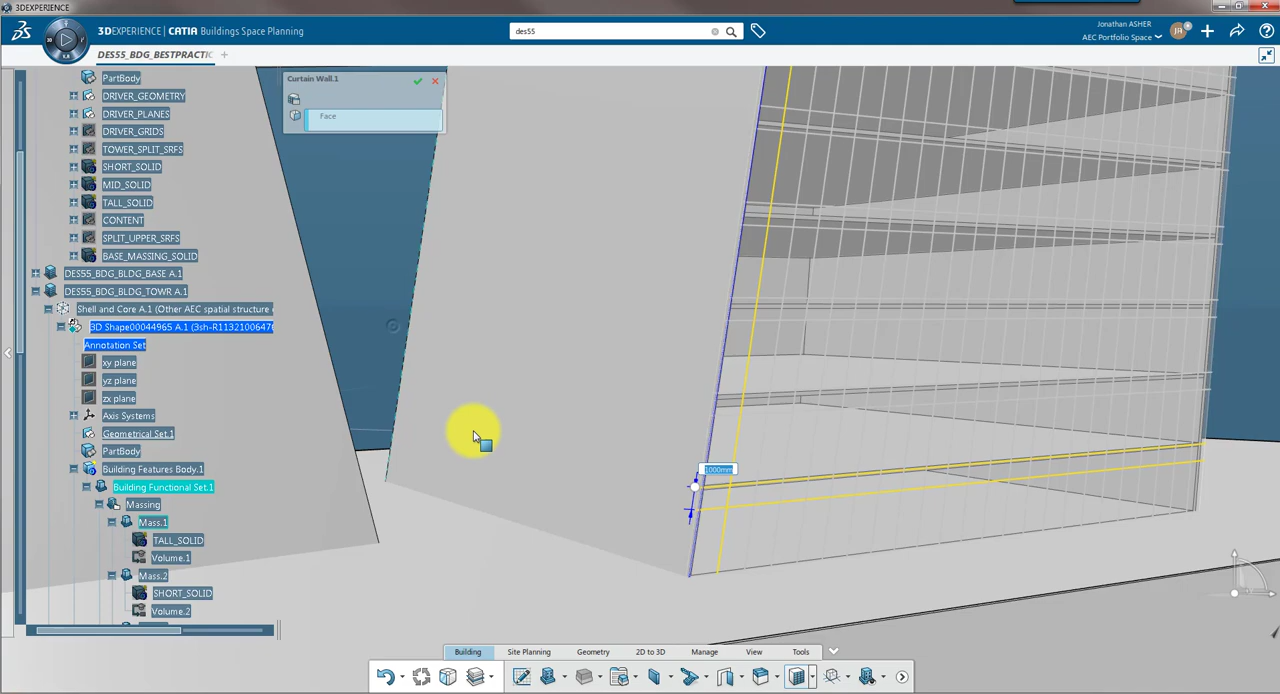 3DEXPERIENCE
3DEXPERIENCE | CATIA Buildings Space Planning
des55
Jonathan ASHER
AEC Portfolio Space
DES55_BDG_BESTPRACTIC
Curtain Wall.1
Face
PartBody
DRIVER_GEOMETRY
DRIVER_PLANES
DRIVER_GRIDS
TOWER_SPLIT_SRFS
SHORT_SOLID
MID_SOLID
TALL_SOLID
CONTENT
SPLIT_UPPER_SRFS
BASE_MASSING_SOLID
DES55_BDG_BLDG_BASE A.1
DES55_BDG_BLDG_TOWR A.1
Shell and Core A.1 (Other AEC spatial structure
3D Shape00044965 A.1 (3sh-R1132100647
Annotation Set
xy plane
yz plane
zx plane
Axis Systems
Geometrical Set.1
PartBody
Building Features Body.1
Building Functional Set.1
Massing
Mass.1
TALL_SOLID
Volume.1
Mass.2
SHORT_SOLID
Volume.2
1000mm
Building Site Planning Geometry 2D to 3D Manage View Tools